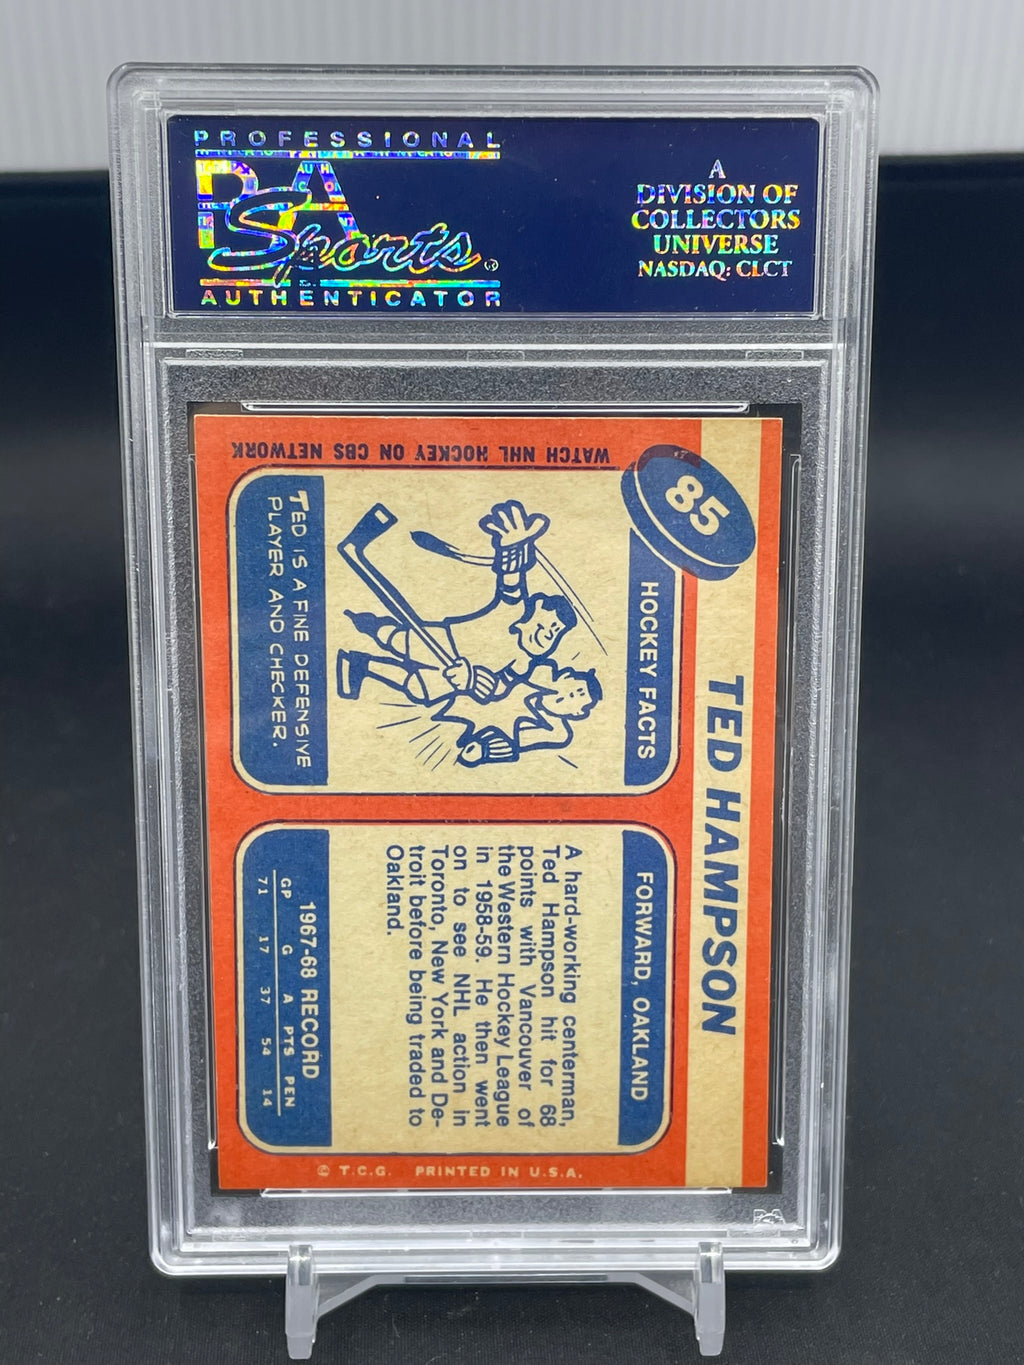 PROFESSIONAL
PSA
Sports
AUTHENTICATOR
A
DIVISION OF
COLLECTORS
UNIVERSE
NASDAQ: CLCT
85
TED HAMPSON
HOCKEY FACTS
TED IS A FINE DEFENSIVE
PLAYER AND CHECKER.
WATCH NHL HOCKEY ON CBS NETWORK
FORWARD, OAKLAND
A hard-working centerman,
Ted Hampson hit for 68
points with Vancouver of
the Western Hockey League
in 1958-59. He then went
on to see NHL action in
Toronto, New York and De-
troit before being traded to
Oakland.
1967-68 RECORD
GP G A PTS PEN
71 17 37 54 14
© T.C.G. PRINTED IN U.S.A.